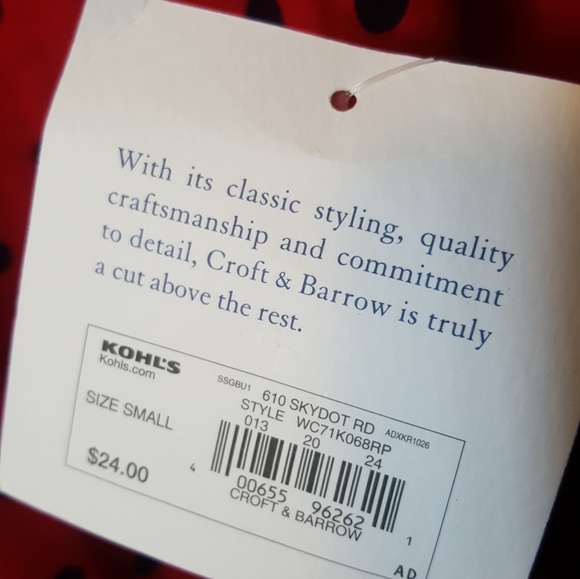 With its classic styling, quality
craftsmanship and commitment
to detail, Croft & Barrow is truly
a cut above the rest.
KOHL'S
Kohls.com
SSGBU1 610 SKYDOT RD ADXKR1026
STYLE WC71K068RP
SIZE SMALL
013 20 24
$24.00
4 00655 96262 1
CROFT & BARROW
AD